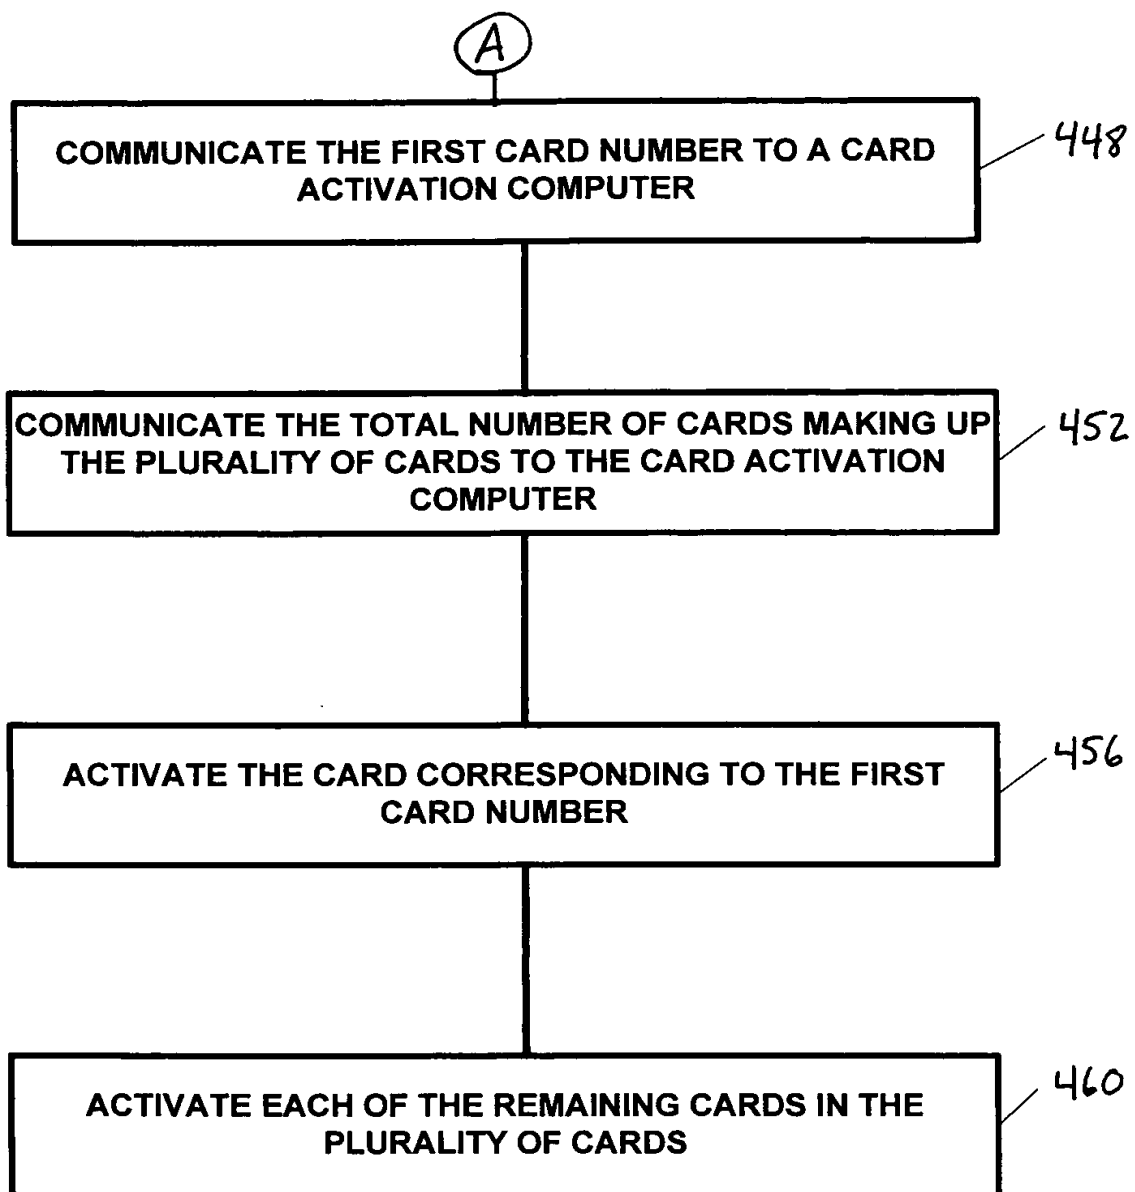 A
COMMUNICATE THE FIRST CARD NUMBER TO A CARD
ACTIVATION COMPUTER
448
COMMUNICATE THE TOTAL NUMBER OF CARDS MAKING UP
THE PLURALITY OF CARDS TO THE CARD ACTIVATION
COMPUTER
452
ACTIVATE THE CARD CORRESPONDING TO THE FIRST
CARD NUMBER
456
ACTIVATE EACH OF THE REMAINING CARDS IN THE
PLURALITY OF CARDS
460